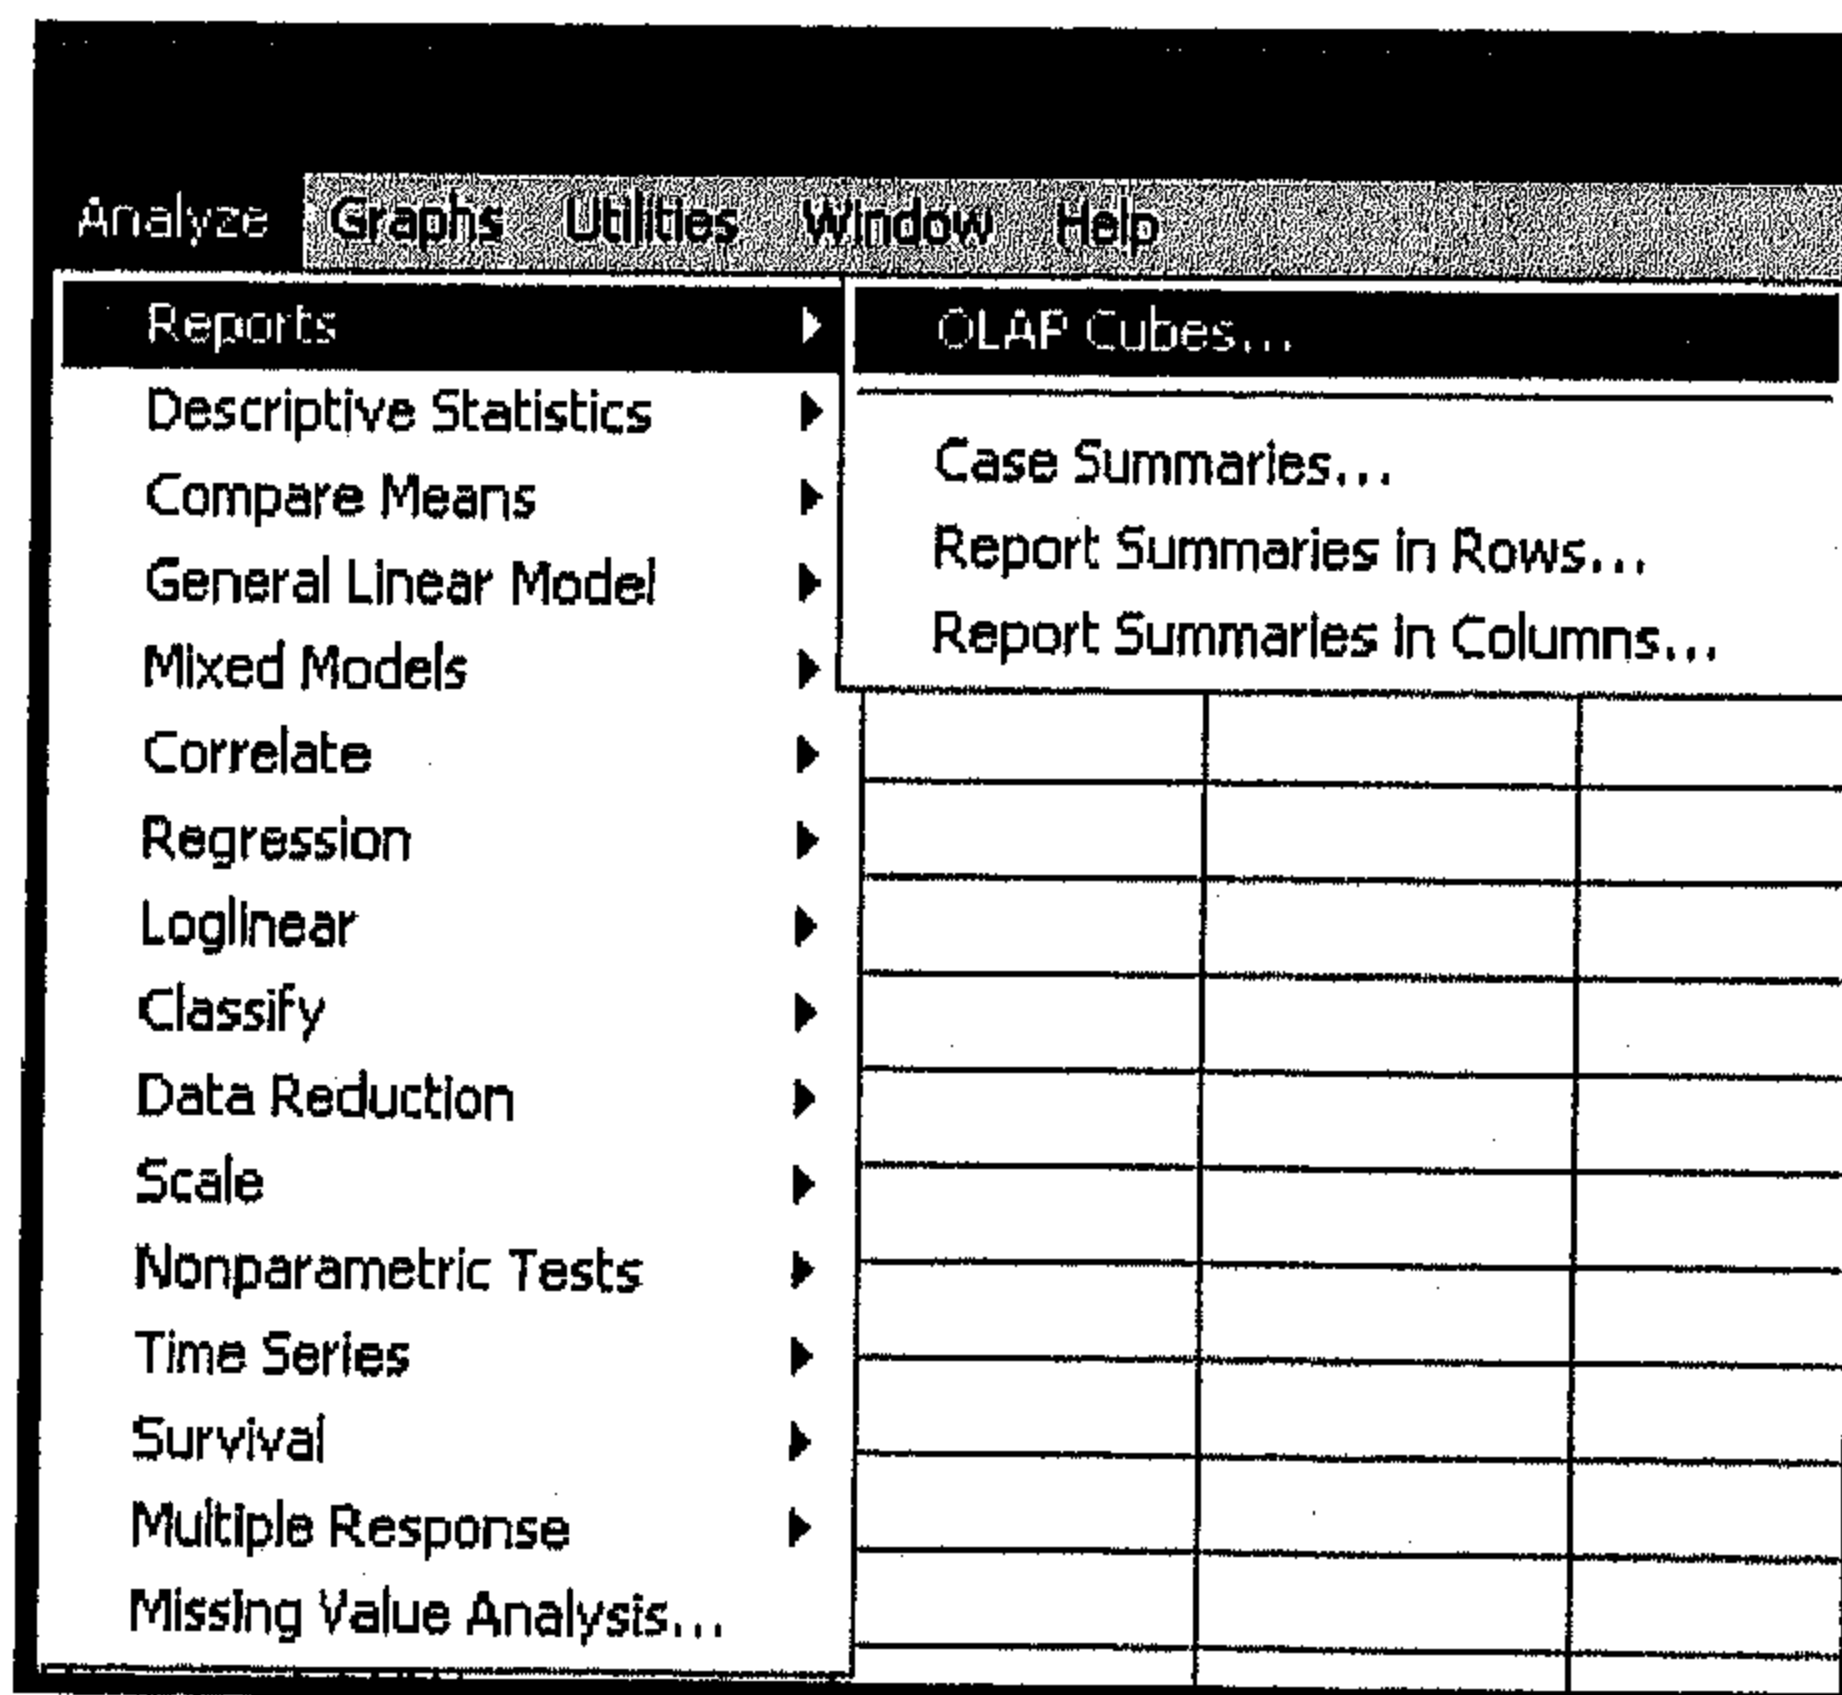 Analyze Graphs Utilities Window Help
Reports
Descriptive Statistics
Compare Means
General Linear Model
Mixed Models
Correlate
Regression
Loglinear
Classify
Data Reduction
Scale
Nonparametric Tests
Time Series
Survival
Multiple Response
Missing Value Analysis...
OLAP Cubes...
Case Summaries...
Report Summaries in Rows...
Report Summaries in Columns...